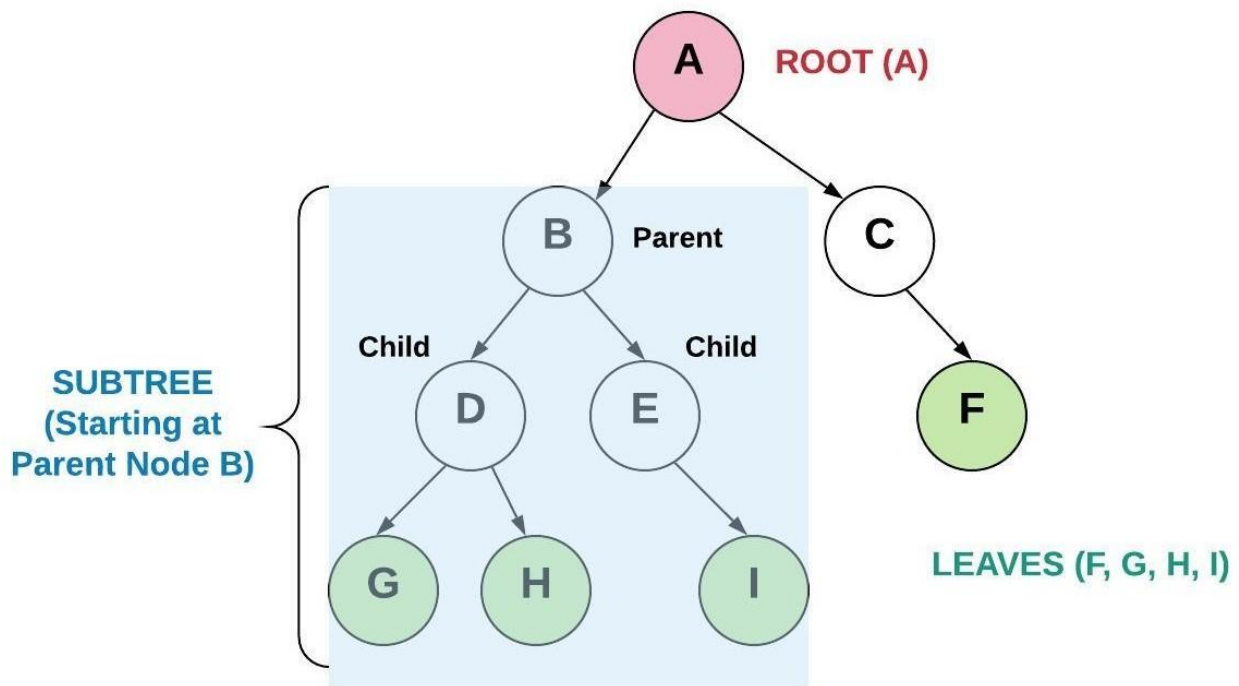 A
ROOT (A)
B
Parent
C
Child
Child
SUBTREE
(Starting at
Parent Node B)
D
E
F
G
H
I
LEAVES (F, G, H, I)